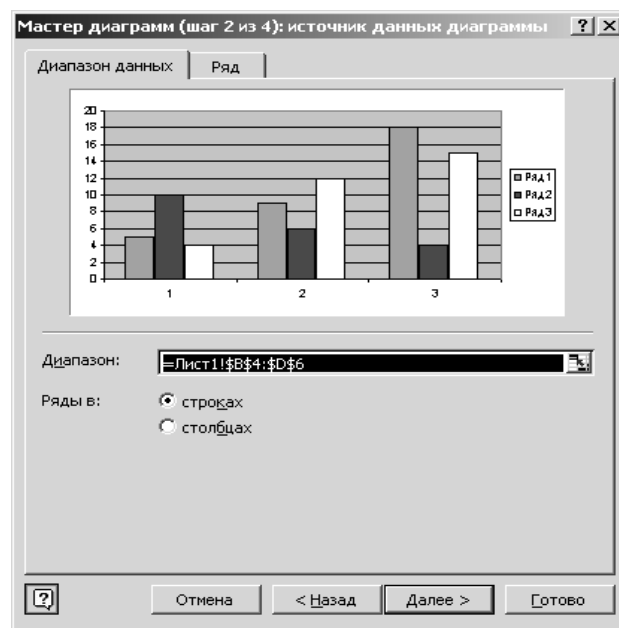 Мастер диаграмм (шаг 2 из 4): источник данных диаграммы
Диапазон данных
Ряд
20
18
16
14
12
10
8
6
4
2
0
1
2
3
Ряд1
Ряд2
Ряд3
Диапазон:
=Лист1!$B$4:$D$6
Ряды в:
строках
столбцах
Отмена
< Назад
Далее >
Готово